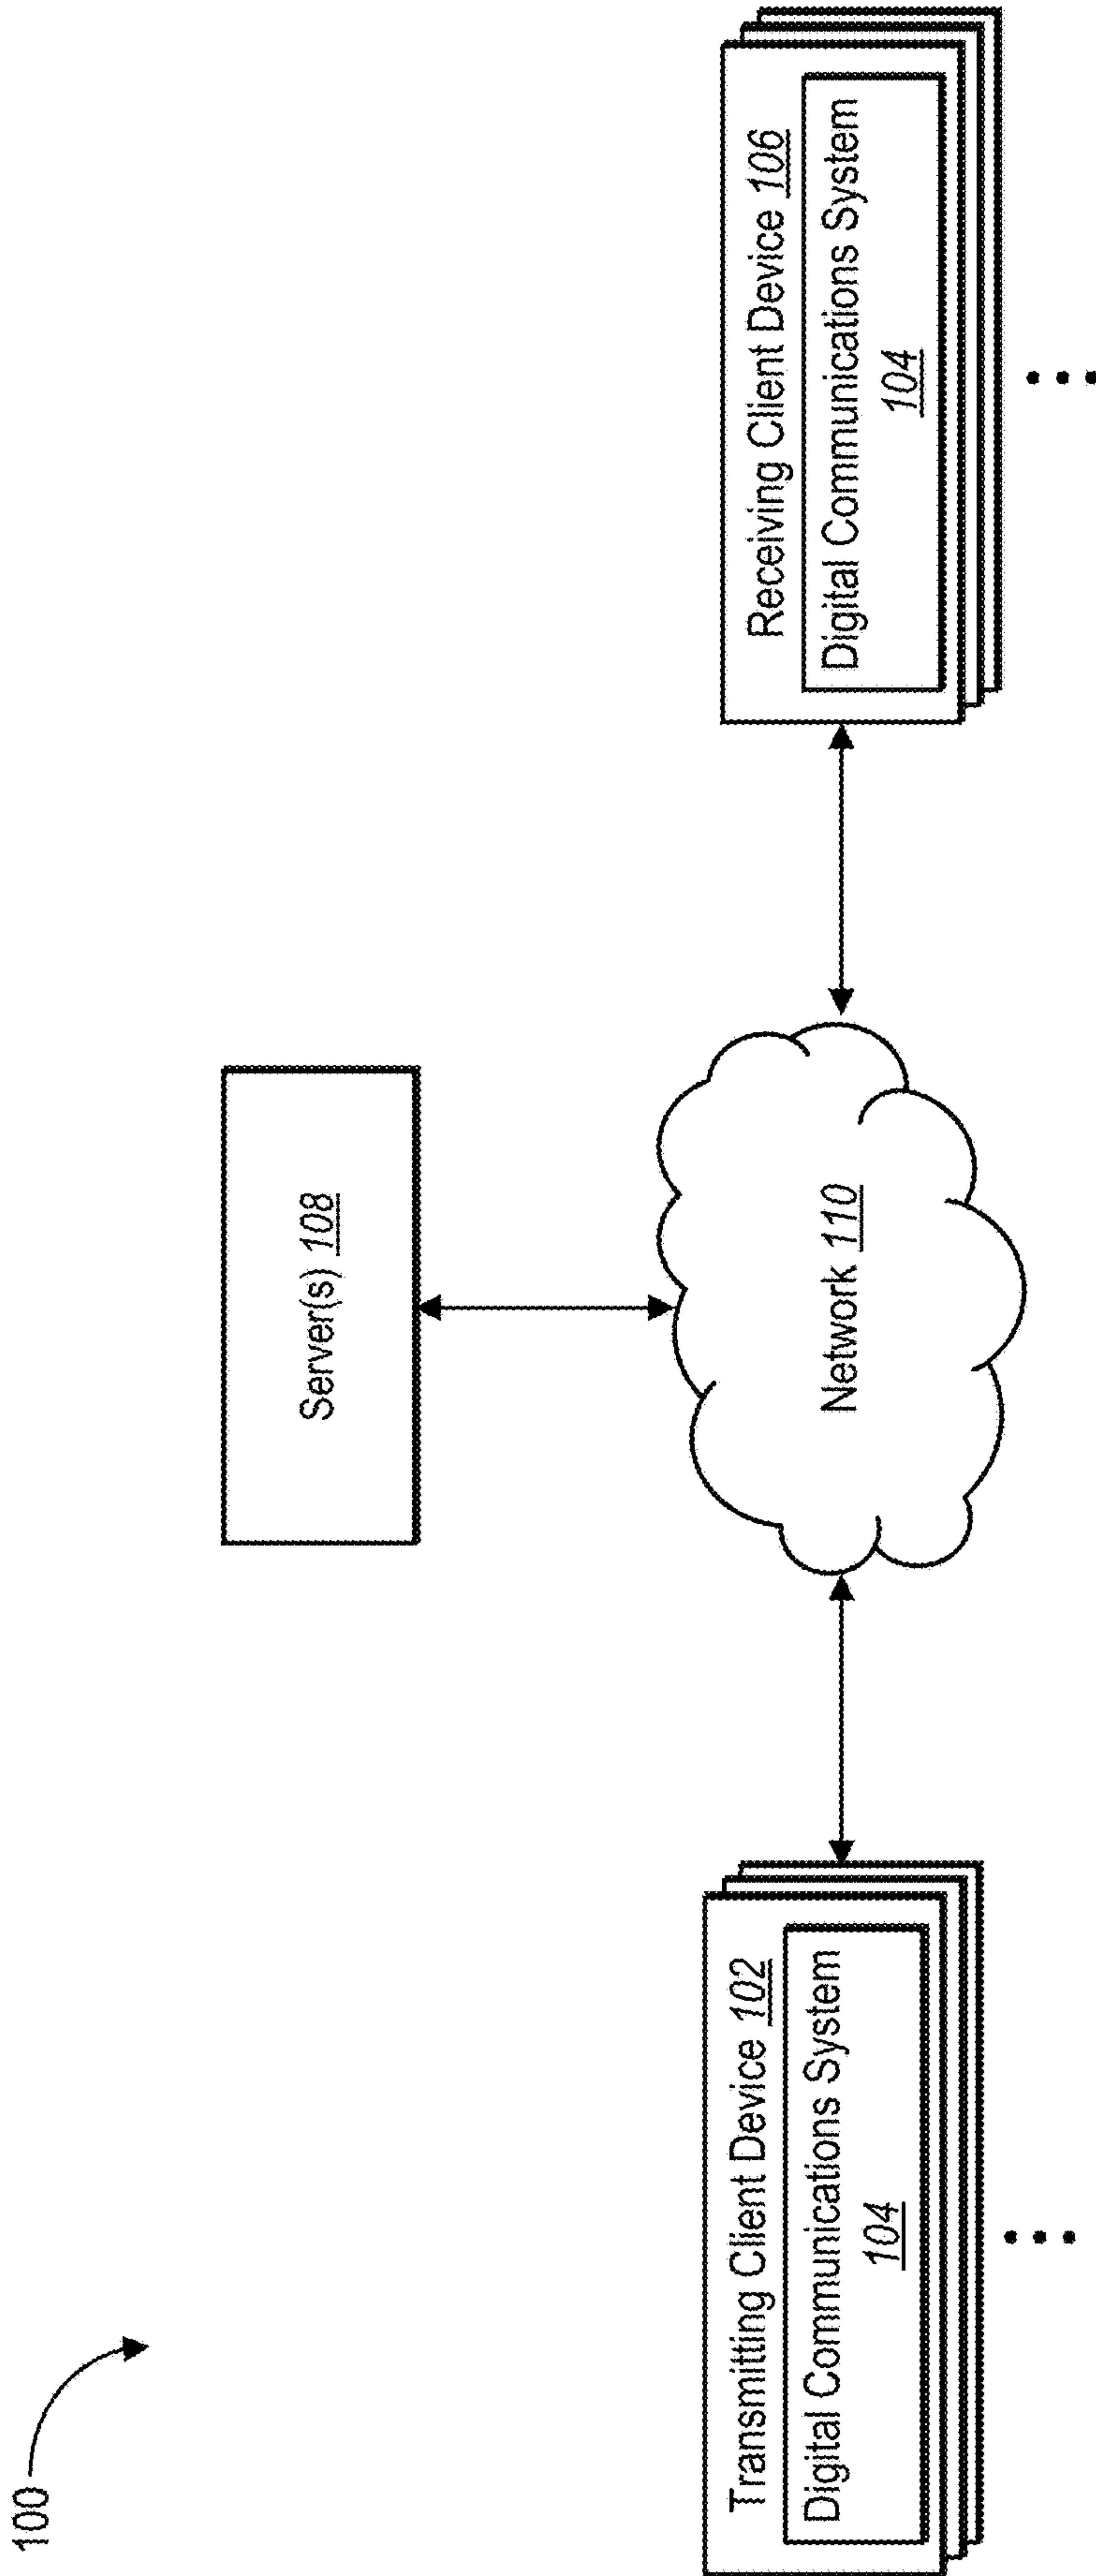 100
Server(s) 108
Transmitting Client Device 102
Digital Communications System
104
Network 110
Receiving Client Device 106
Digital Communications System
104